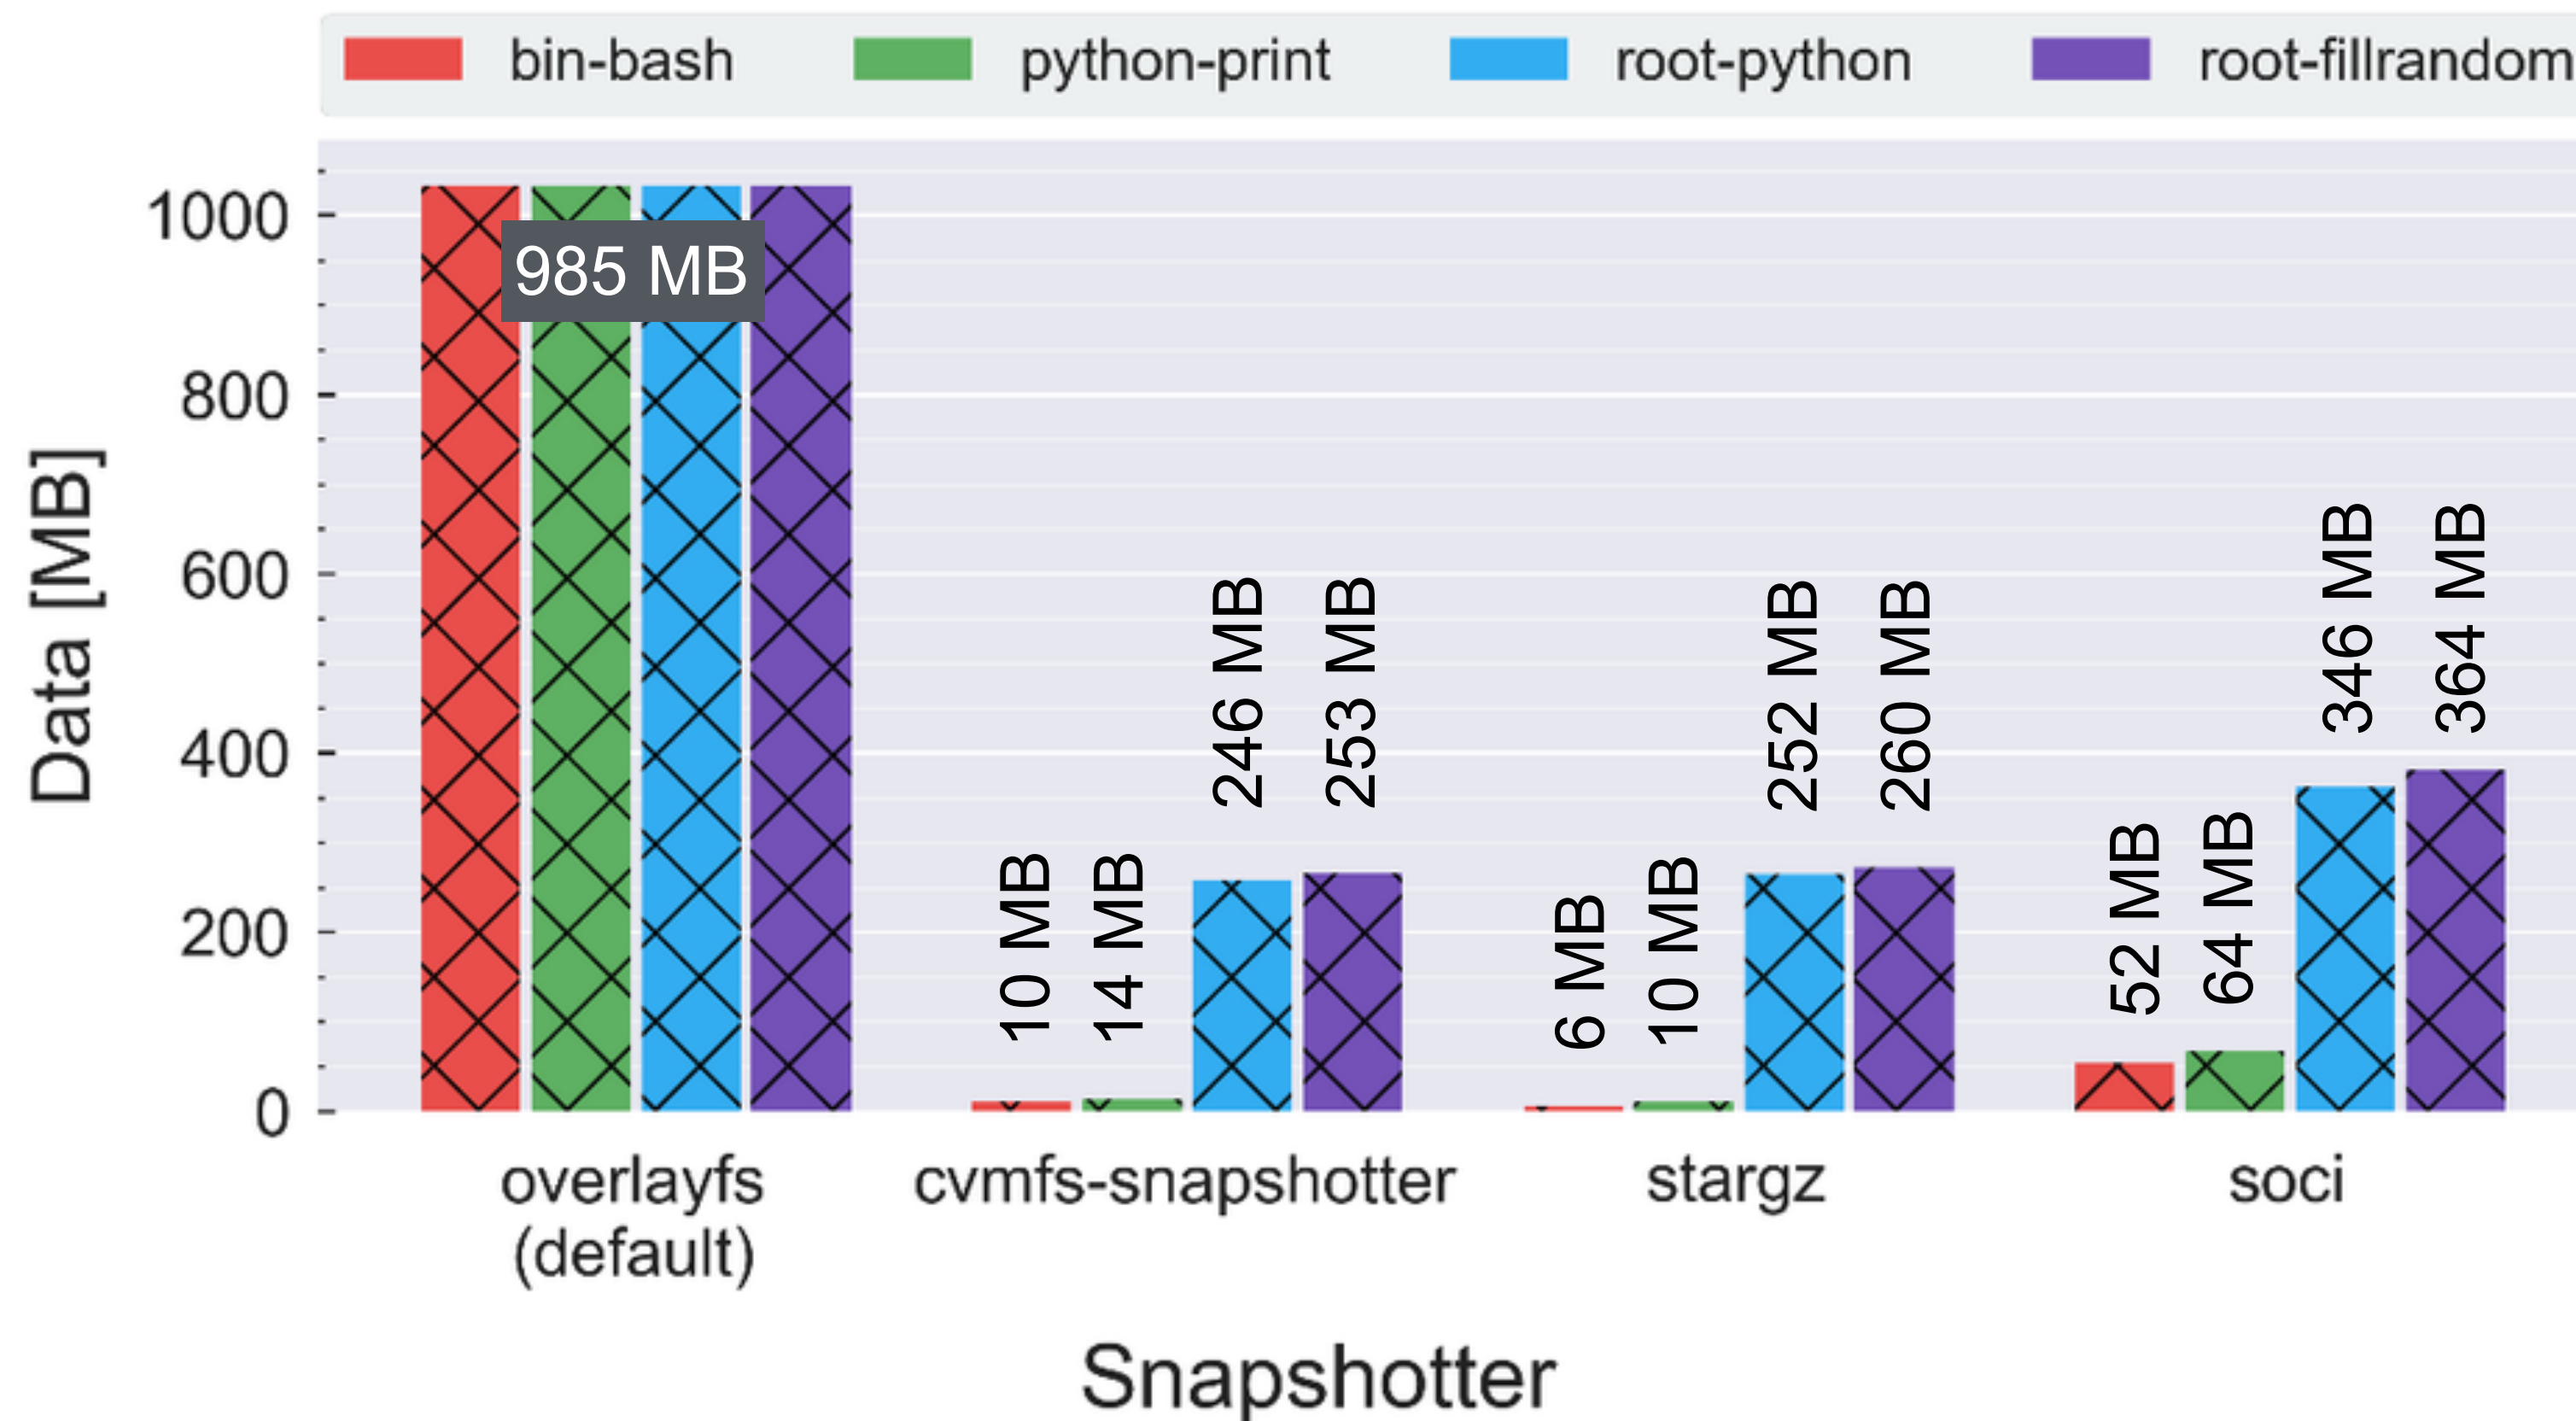 bin-bash python-print root-python root-fillrandom
Data [MB]
1000
800
600
400
200
0
985 MB
10 MB
14 MB
246 MB
253 MB
6 MB
10 MB
252 MB
260 MB
52 MB
64 MB
346 MB
364 MB
overlayfs
(default)
cvmfs-snapshotter
stargz
soci
Snapshotter